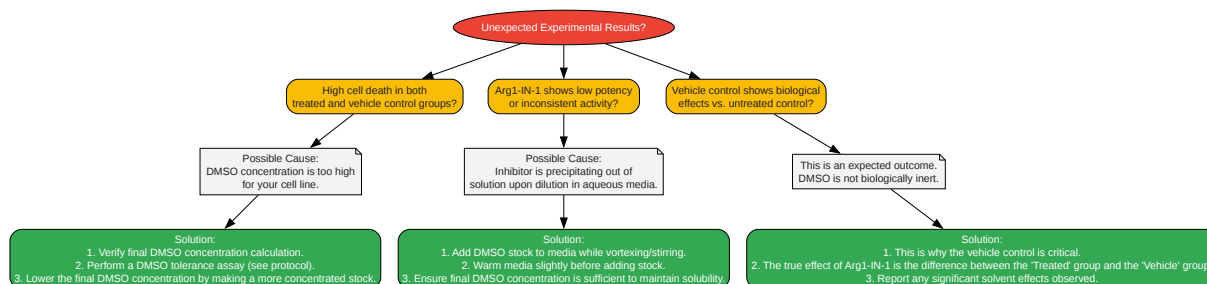 Unexpected Experimental Results?
High cell death in both
treated and vehicle control groups?
Arg1-IN-1 shows low potency
or inconsistent activity?
Vehicle control shows biological
effects vs. untreated control?
Possible Cause:
DMSO concentration is too high
for your cell line.
Possible Cause:
Inhibitor is precipitating out of
solution upon dilution in aqueous media.
This is an expected outcome.
DMSO is not biologically inert.
Solution:
1. Verify final DMSO concentration calculation.
2. Perform a DMSO tolerance assay (see protocol).
3. Lower the final DMSO concentration by making a more concentrated stock.
Solution:
1. Add DMSO stock to media while vortexing/stirring.
2. Warm media slightly before adding stock.
3. Ensure final DMSO concentration is sufficient to maintain solubility.
Solution:
1. This is why the vehicle control is critical.
2. The true effect of Arg1-IN-1 is the difference between the 'Treated' group and the 'Vehicle' group
3. Report any significant solvent effects observed.